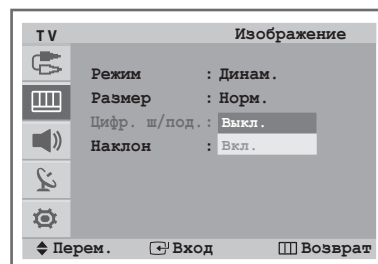 TV Изображение
Режим : Динам.
Размер : Норм.
Цифр. ш/под.: Выкл.
Наклон : Вкл.
Перем. Вход Возврат